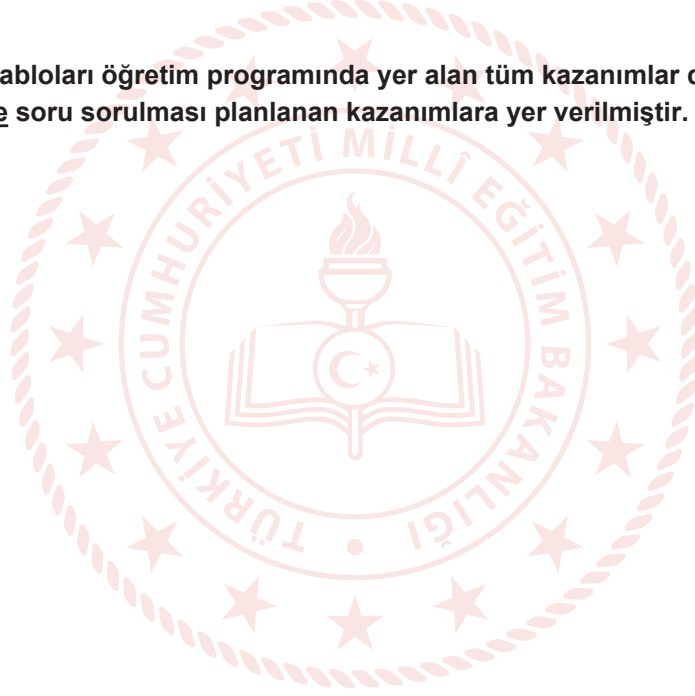 abloları öğretim programında yer alan tüm kazanımlar
e soru sorulması planlanan kazanımlara yer verilmiştir.
TÜRKİYE CUMHURİYETİ MİLLÎ EĞİTİM BAKANLIĞI